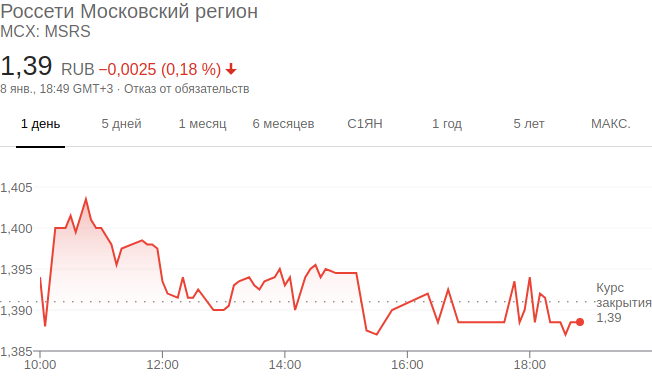 Россети Московский регион
MCX: MSRS
1,39 RUB −0,0025 (0,18 %)
8 янв., 18:49 GMT+3 · Отказ от обязательств
1 день 5 дней 1 месяц 6 месяцев С1ЯН 1 год 5 лет МАКС.
1,405
1,400
1,395
1,390
1,385
Курс
закрытия
1,39
10:00 12:00 14:00 16:00 18:00